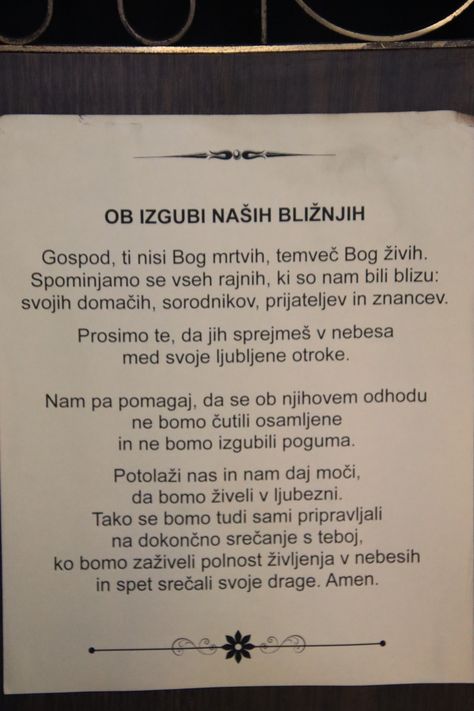 OB IZGUBI NAŠIH BLIŽNJIH
Gospod, ti nisi Bog mrtvih, temveč Bog živih.
Spominjamo se vseh rajnih, ki so nam bili blizu:
svojih domačih, sorodnikov, prijateljev in znancev.
Prosimo te, da jih sprejmeš v nebesa
med svoje ljubljene otroke.
Nam pa pomagaj, da se ob njihovem odhodu
ne bomo čutili osamljene
in ne bomo izgubili poguma.
Potolaži nas in nam daj moči,
da bomo živeli v ljubezni.
Tako se bomo tudi sami pripravljali
na dokončno srečanje s teboj,
ko bomo zaživeli polnost življenja v nebesih
in spet srečali svoje drage. Amen.